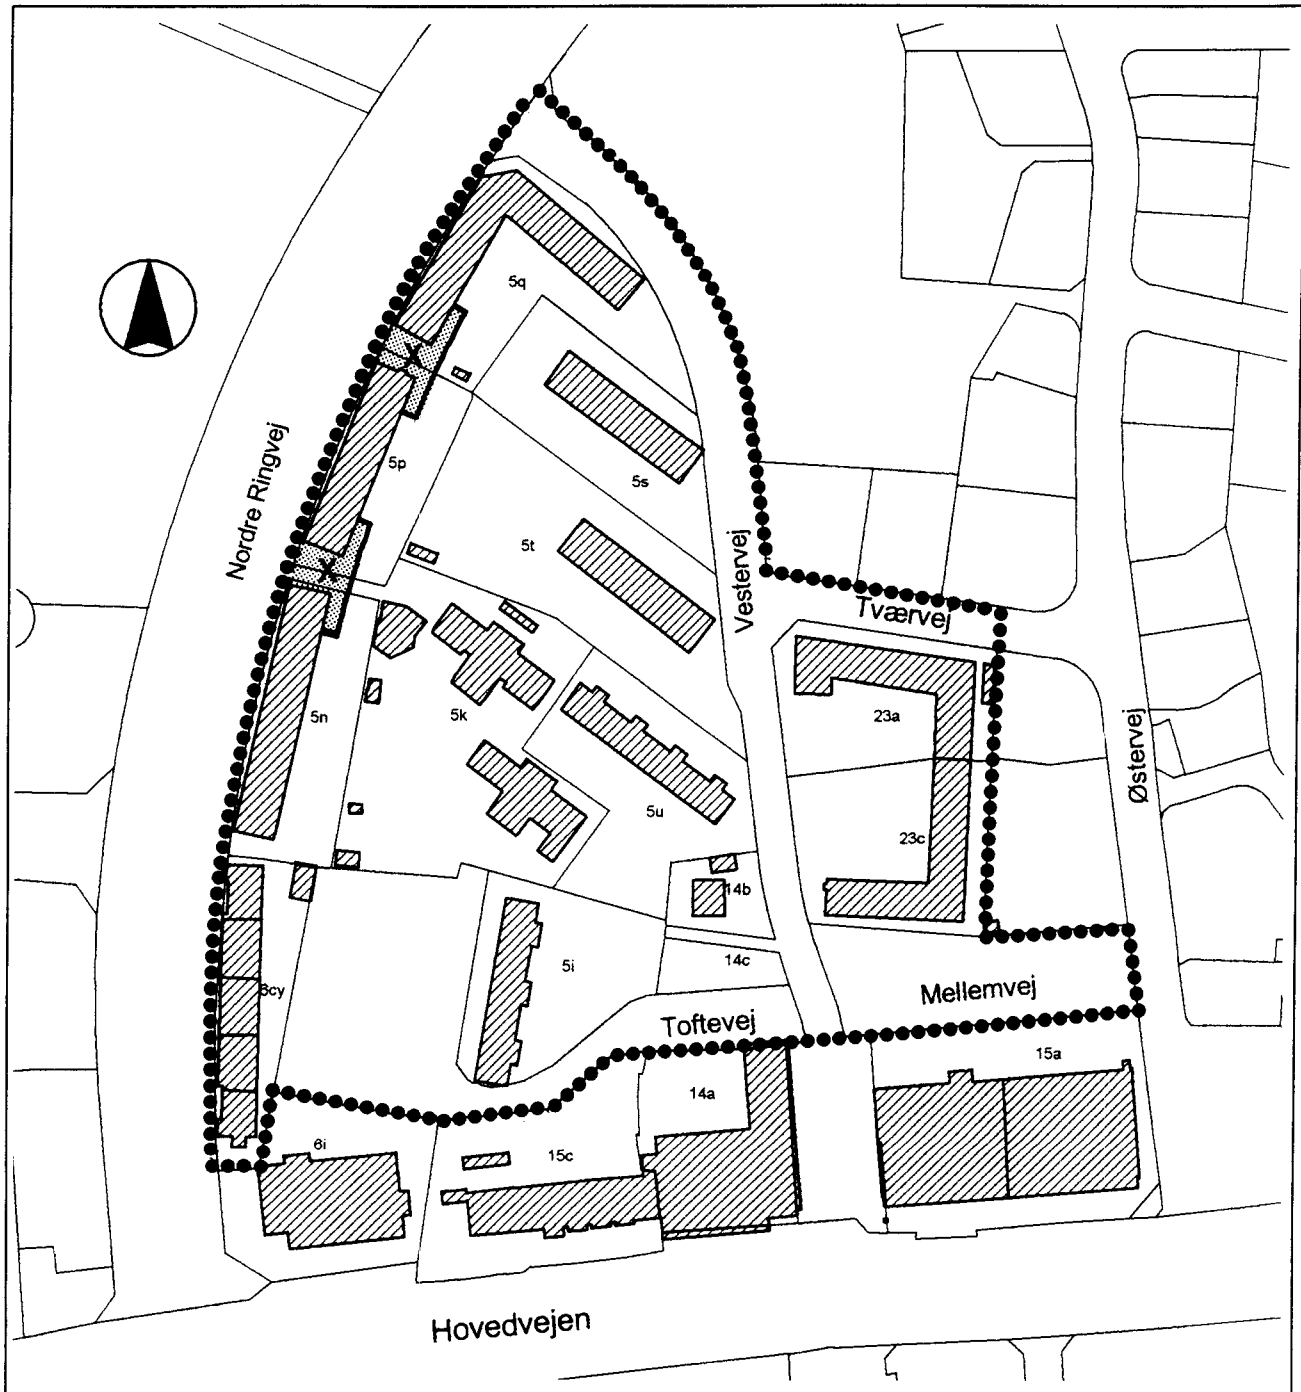 5q
X
Nordre Ringvej
5p
5s
5t
Vestervej
X
Tværvej
5n
5k
23a
Østervej
5u
23c
14b
5i
14c
6cy
Mellemvej
Toftevej
15a
14a
6i
15c
Hovedvejen